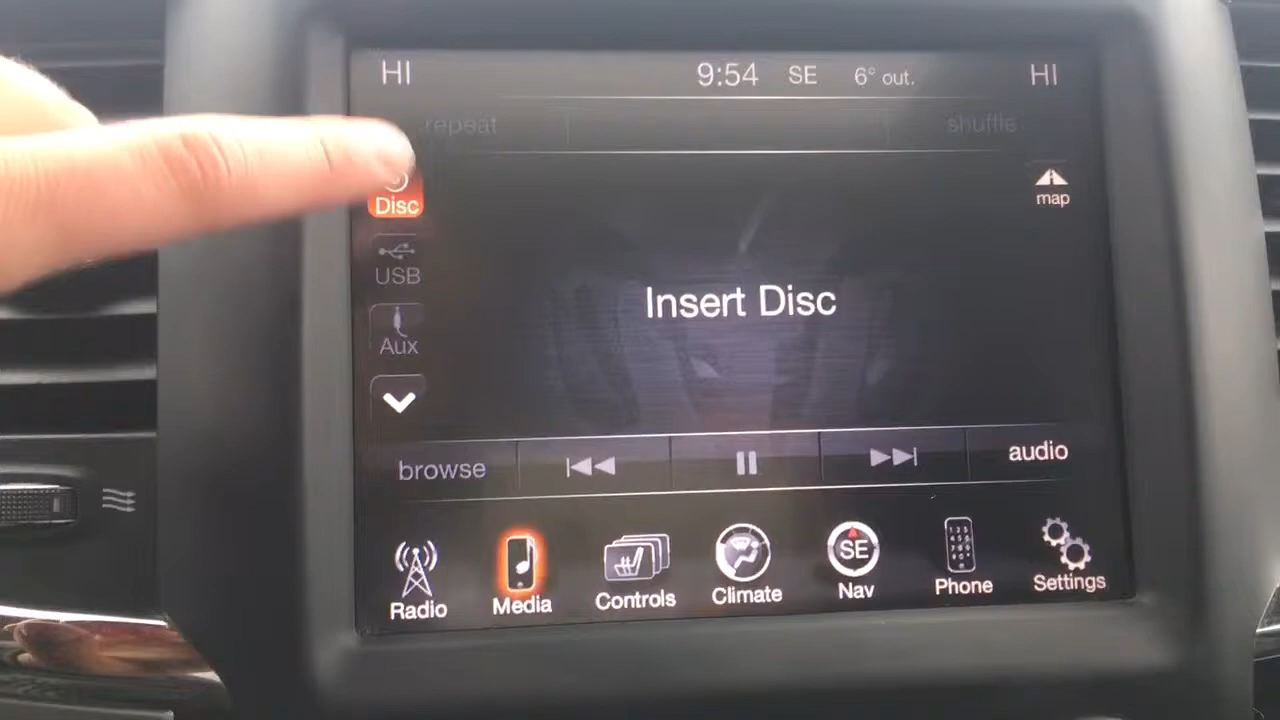 HI 9:54 SE 6° out. HI
repeat shuffle
Disc
map
USB
Insert Disc
Aux
browse audio
SE
Radio Media Controls Climate Nav Phone Settings